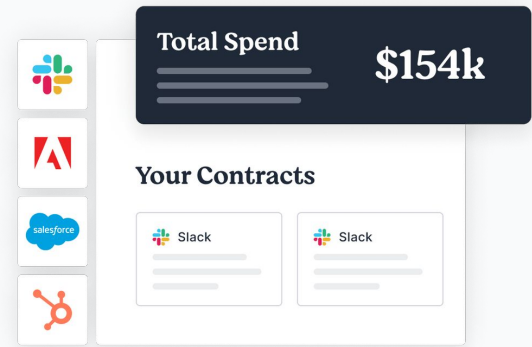 Total Spend
$154k
salesforce
Your Contracts
Slack
Slack